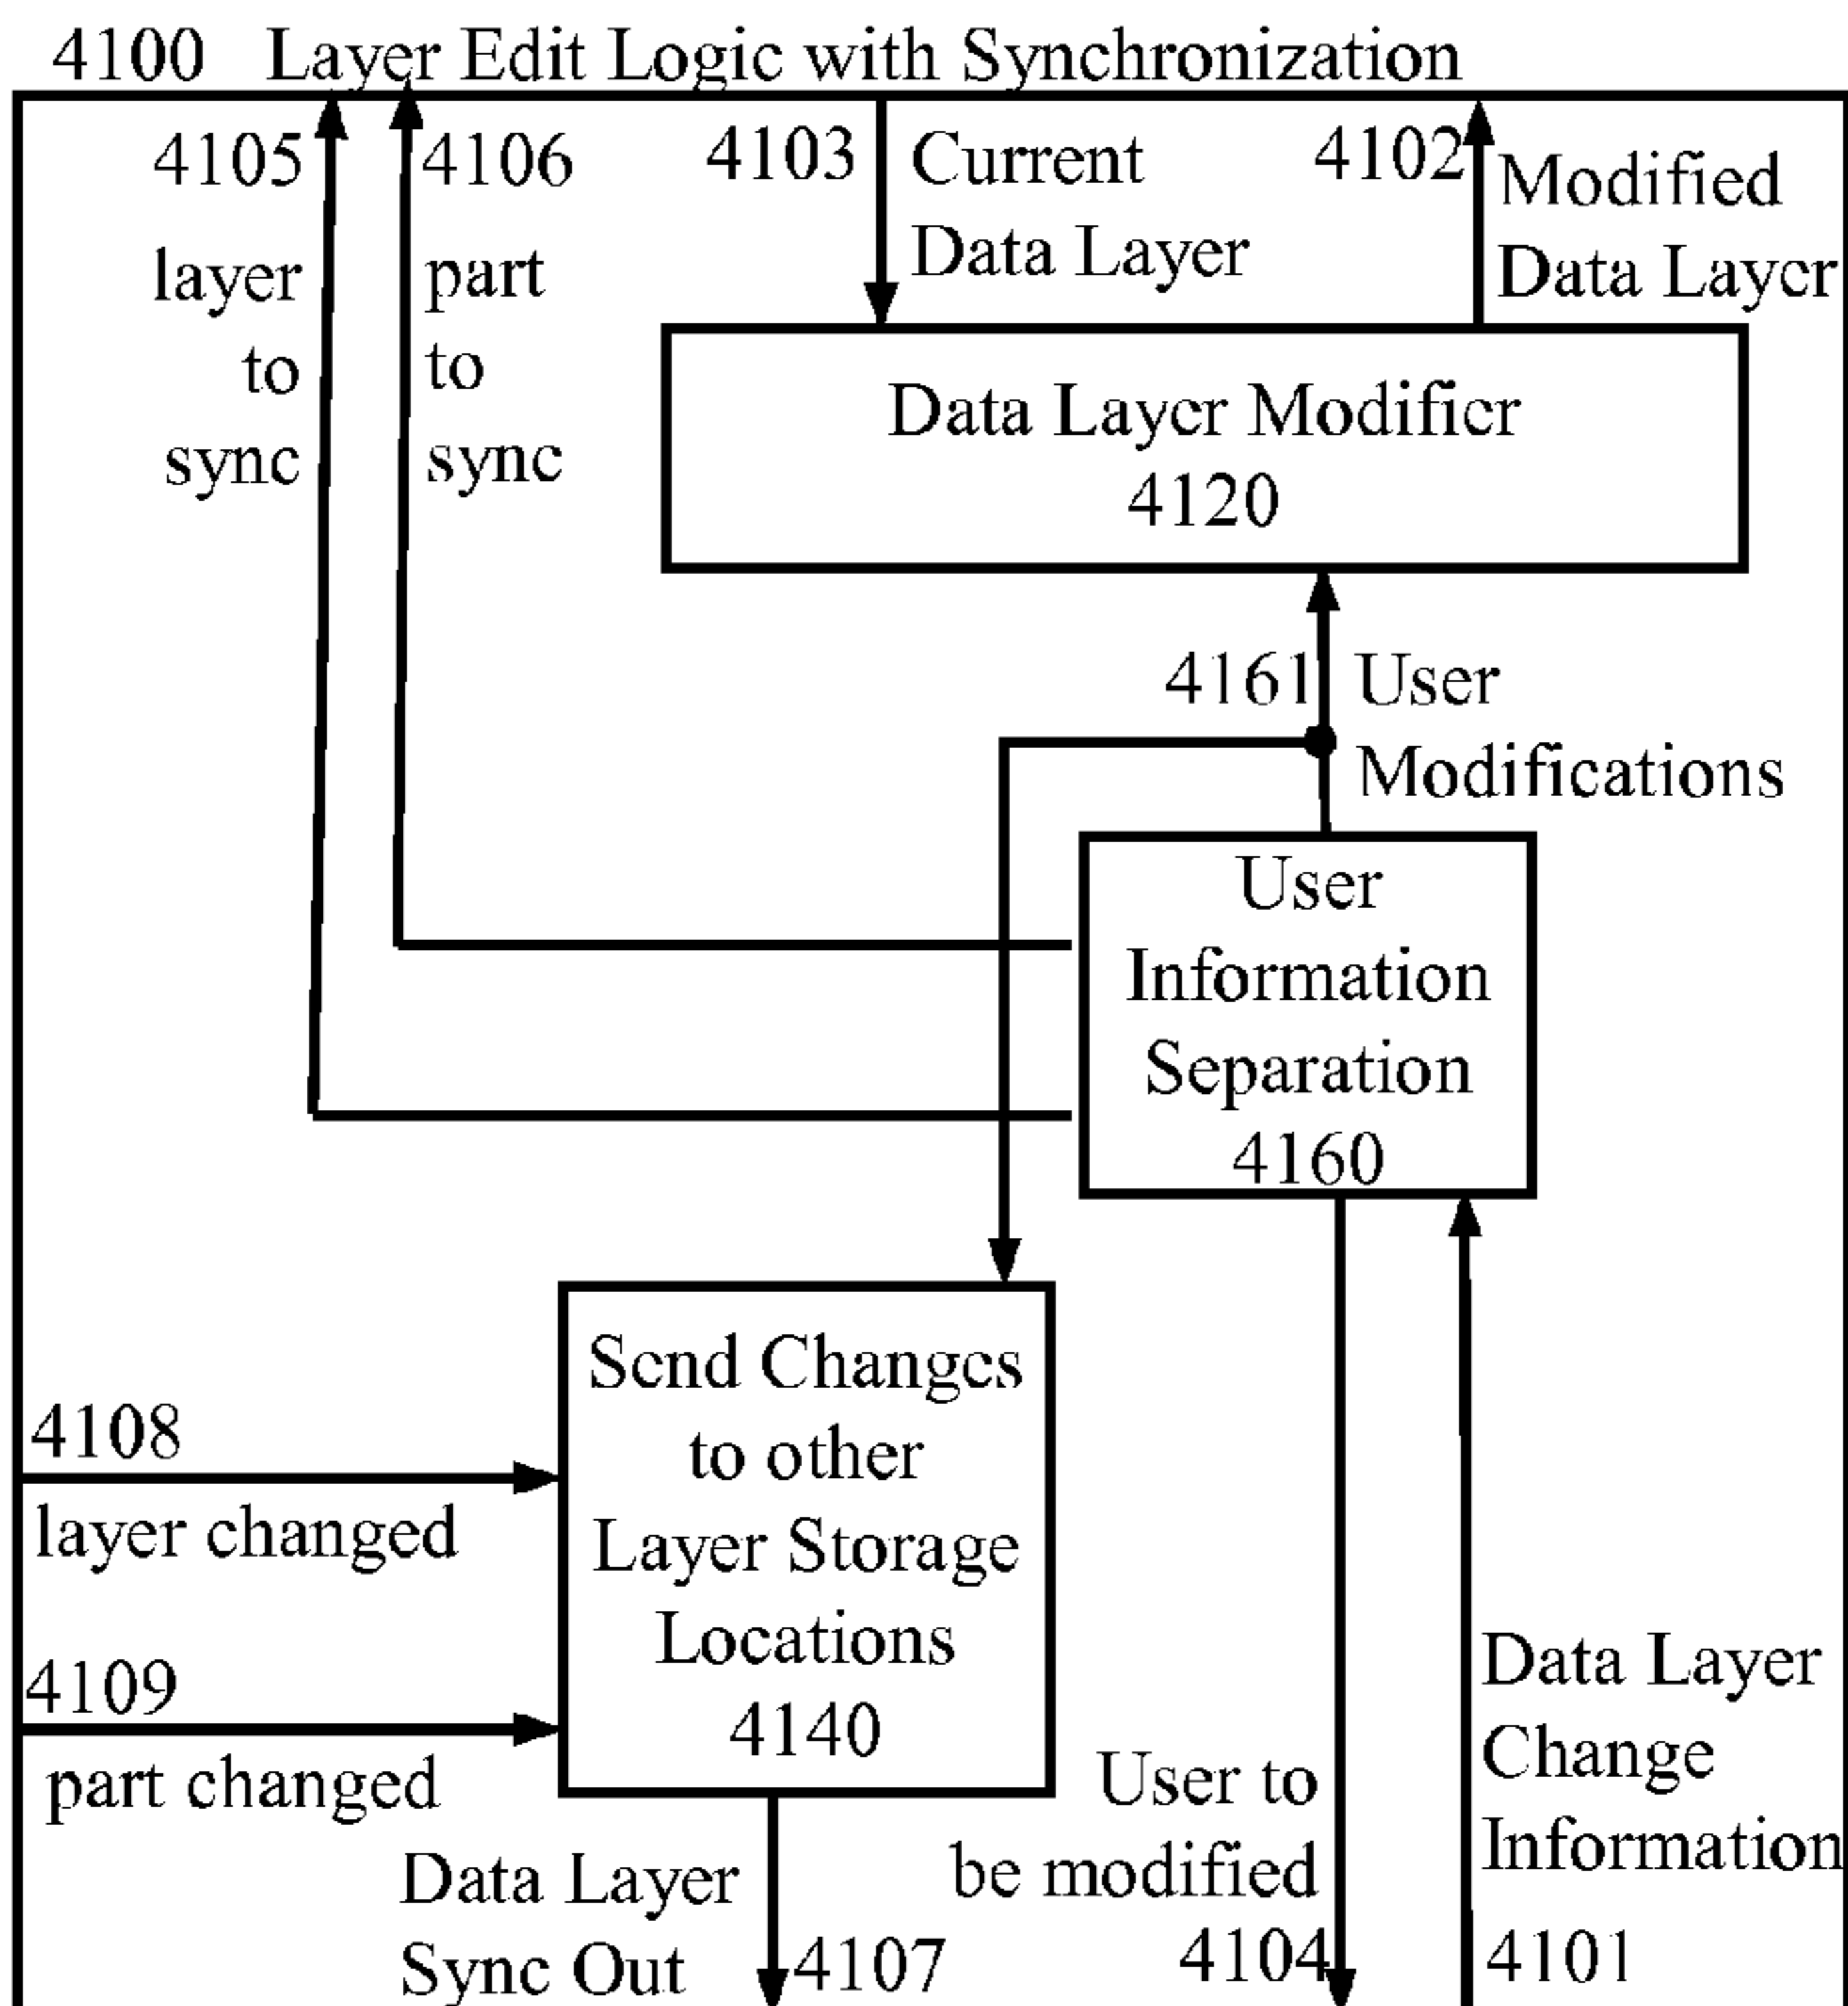 4100 Layer Edit Logic with Synchronization
4105
layer
to
sync
4106
part
to
sync
4103
Current
Data Layer
4102
Modified
Data Layer
Data Layer Modifier
4120
4161
User
Modifications
User
Information
Separation
4160
Send Changes
to other
Layer Storage
Locations
4140
4108
layer changed
4109
part changed
Data Layer
Sync Out
4107
User to
be modified
4104
Data Layer
Change
Information
4101